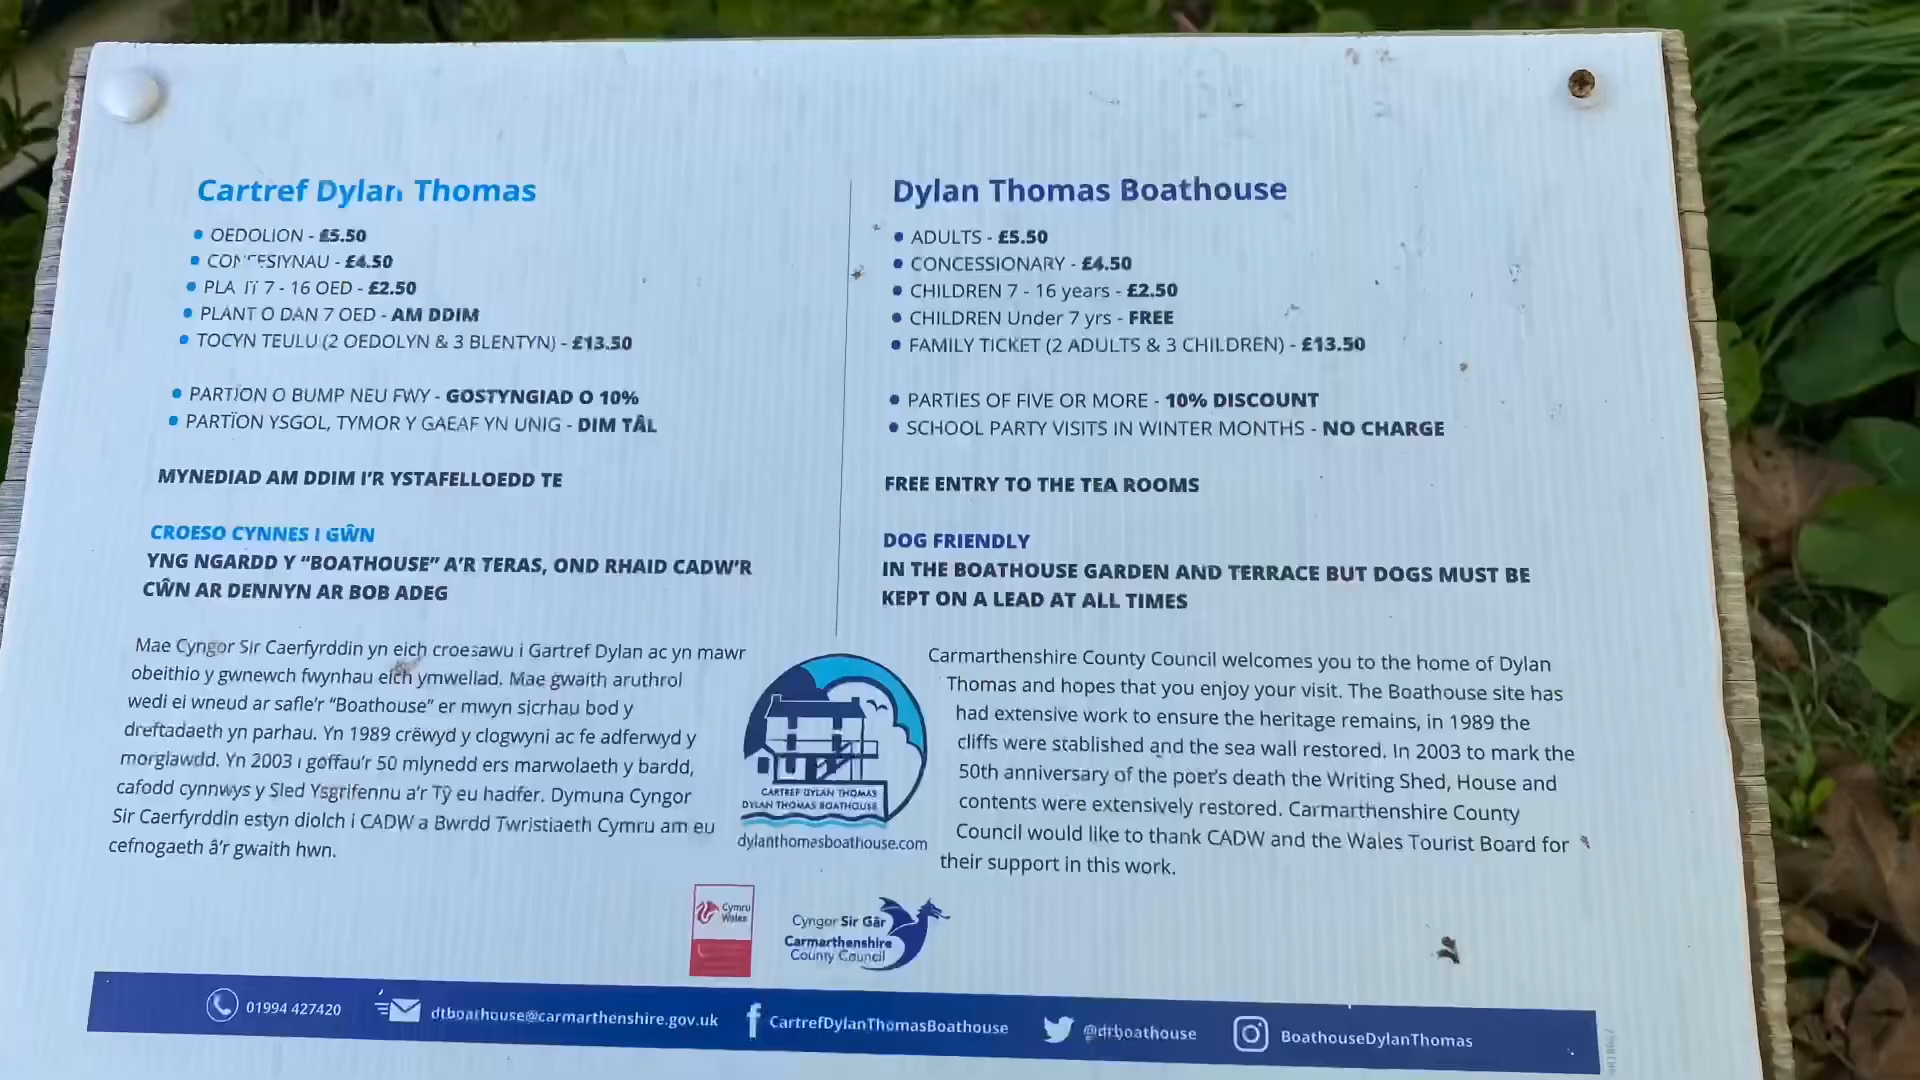 Cartref Dylan Thomas
OEDOLION - £5.50
CONCESIYNAU - £4.50
PLANT 7 - 16 OED - £2.50
PLANT O DAN 7 OED - AM DDIM
TOCYN TEULU (2 OEDOLYN & 3 BLENTYN) - £13.50
PARTÏON O BUMP NEU FWY - GOSTYNGIAD O 10%
PARTÏON YSGOL, TYMOR Y GAEAF YN UNIG - DIM TÂL
MYNEDIAD AM DDIM I'R YSTAFELLOEDD TE
CROESO CYNNES I GŴN
YNG NGARDD Y "BOATHOUSE" A'R TERAS, OND RHAID CADW'R
CŴN AR DENNYN AR BOB ADEG
Mae Cyngor Sir Caerfyrddin yn eich croesawu i Gartref Dylan ac yn mawr
obeithio y gwnewch fwynhau eich ymwellad. Mae gwaith aruthrol
wedi ei wneud ar safle'r "Boathouse" er mwyn sicrhau bod y
dreftadaeth yn parhau. Yn 1989 crëwyd y clogwyni ac fe adferwyd y
morglawdd. Yn 2003 i goffau'r 50 mlynedd ers marwolaeth y bardd,
cafodd cynnwys y Sled Ysgrifennu a'r Tŷ eu hadfer. Dymuna Cyngor
Sir Caerfyrddin estyn diolch i CADW a Bwrdd Twristiaeth Cymru am eu
cefnogaeth â'r gwaith hwn.
Dylan Thomas Boathouse
ADULTS - £5.50
CONCESSIONARY - £4.50
CHILDREN 7 - 16 years - £2.50
CHILDREN Under 7 yrs - FREE
FAMILY TICKET (2 ADULTS & 3 CHILDREN) - £13.50
PARTIES OF FIVE OR MORE - 10% DISCOUNT
SCHOOL PARTY VISITS IN WINTER MONTHS - NO CHARGE
FREE ENTRY TO THE TEA ROOMS
DOG FRIENDLY
IN THE BOATHOUSE GARDEN AND TERRACE BUT DOGS MUST BE
KEPT ON A LEAD AT ALL TIMES
Carmarthenshire County Council welcomes you to the home of Dylan
Thomas and hopes that you enjoy your visit. The Boathouse site has
had extensive work to ensure the heritage remains, in 1989 the
cliffs were stablished and the sea wall restored. In 2003 to mark the
50th anniversary of the poet's death the Writing Shed, House and
contents were extensively restored. Carmarthenshire County
Council would like to thank CADW and the Wales Tourist Board for
their support in this work.
CARTREF DYLAN THOMAS
DYLAN THOMAS BOATHOUSE
dylanthomasboathouse.com
Cymru
Wales
Cyngor Sir Gâr
Carmarthenshire
County Council
01994 427420
dtboathouse@carmarthenshire.gov.uk
CartrefDylanThomasBoathouse
@dtboathouse
BoathouseDylanThomas